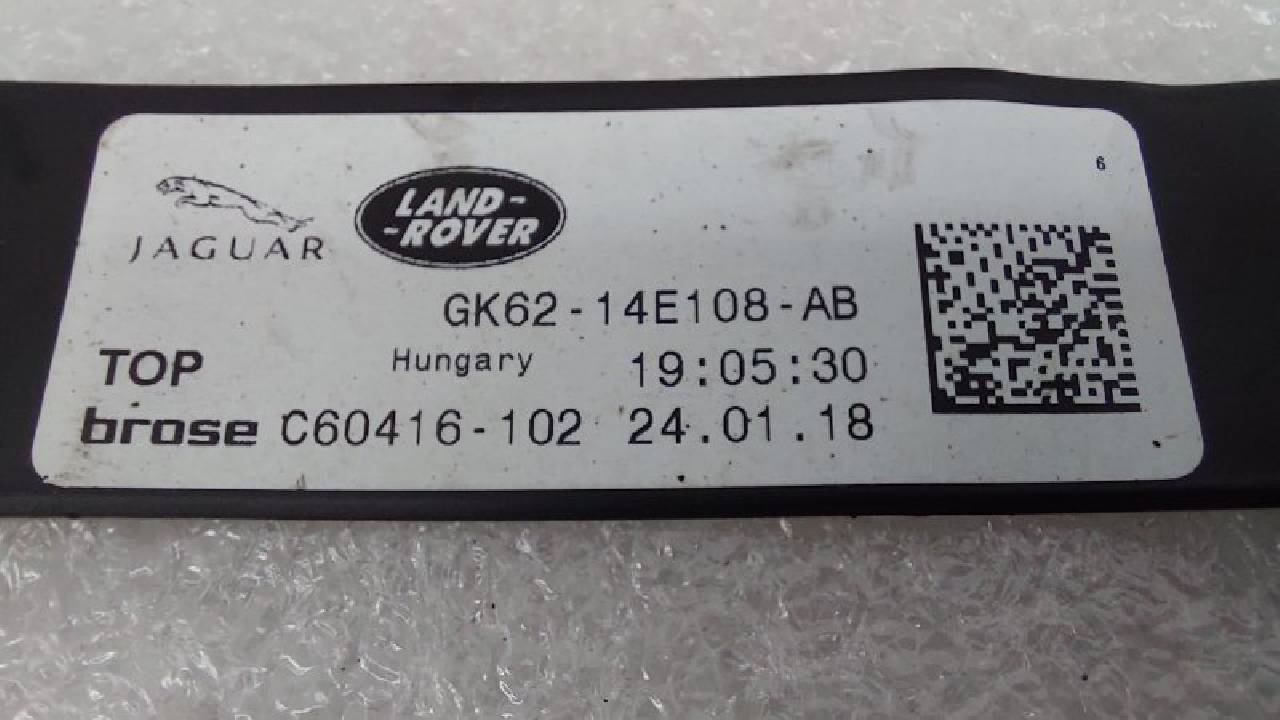 6
JAGUAR
LAND-
-ROVER
GK62-14E108-AB
TOP Hungary 19:05:30
brose C60416-102 24.01.18